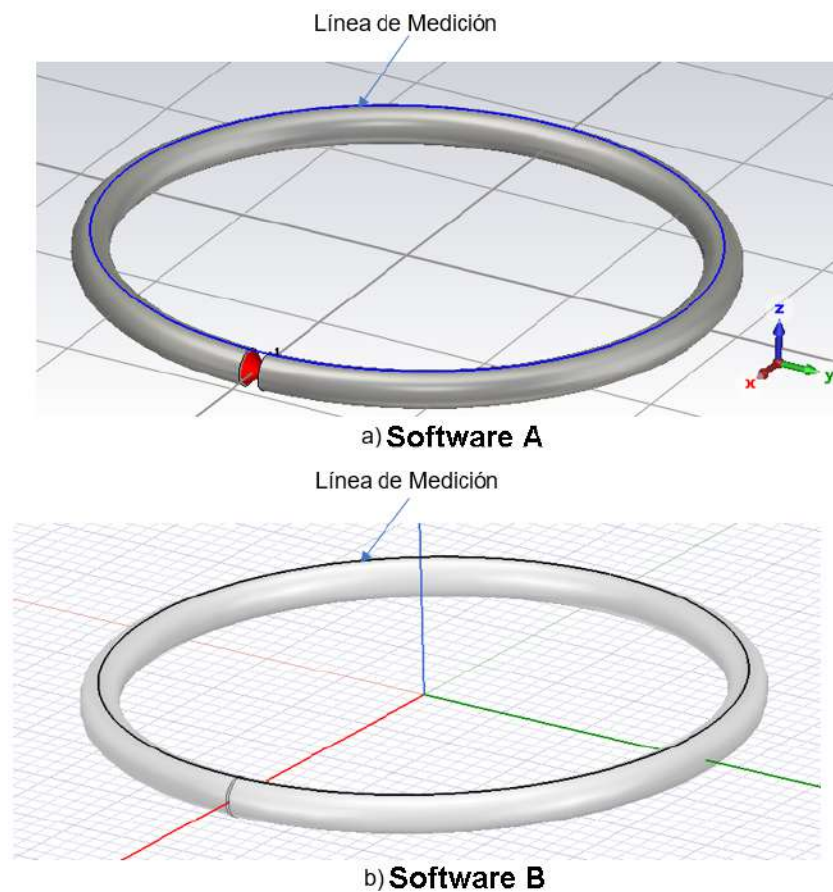 Línea de Medición
z
x
y
a) Software A
Línea de Medición
b) Software B